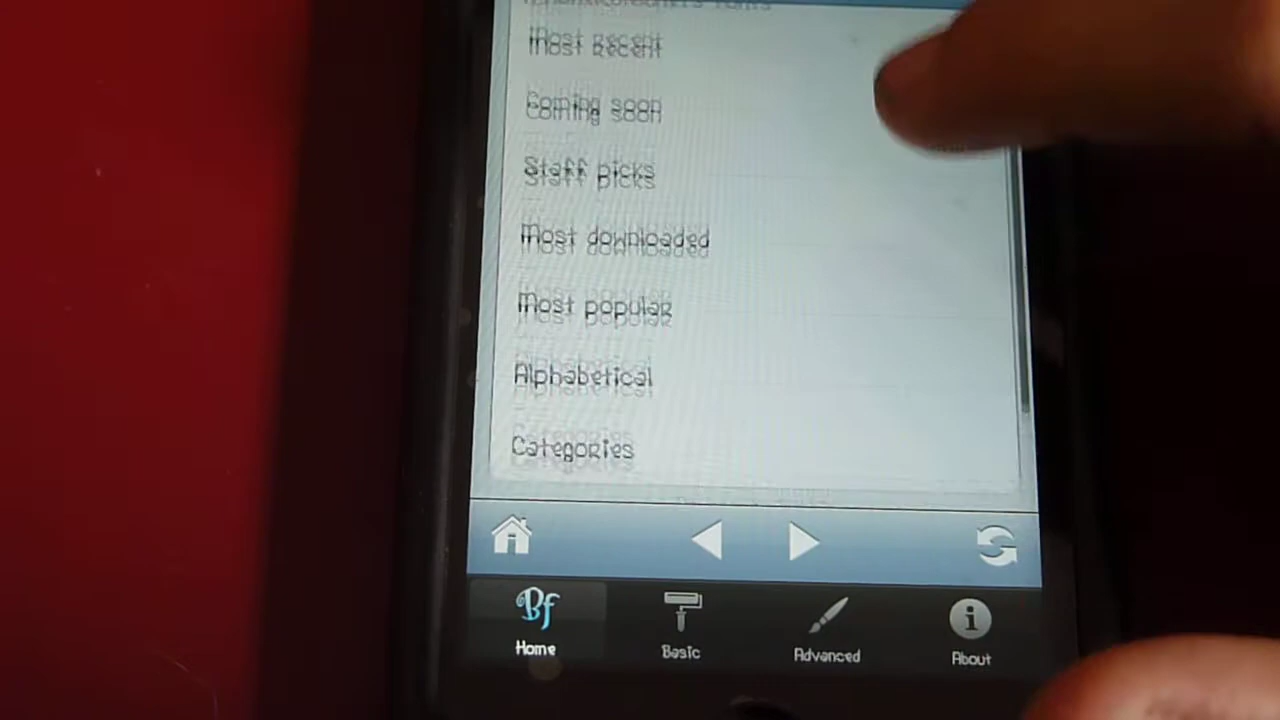 Most recent
Coming soon
Staff picks
Most downloaded
Most popular
Alphabetical
Categories
Bf
Home
Basic
Advanced
About